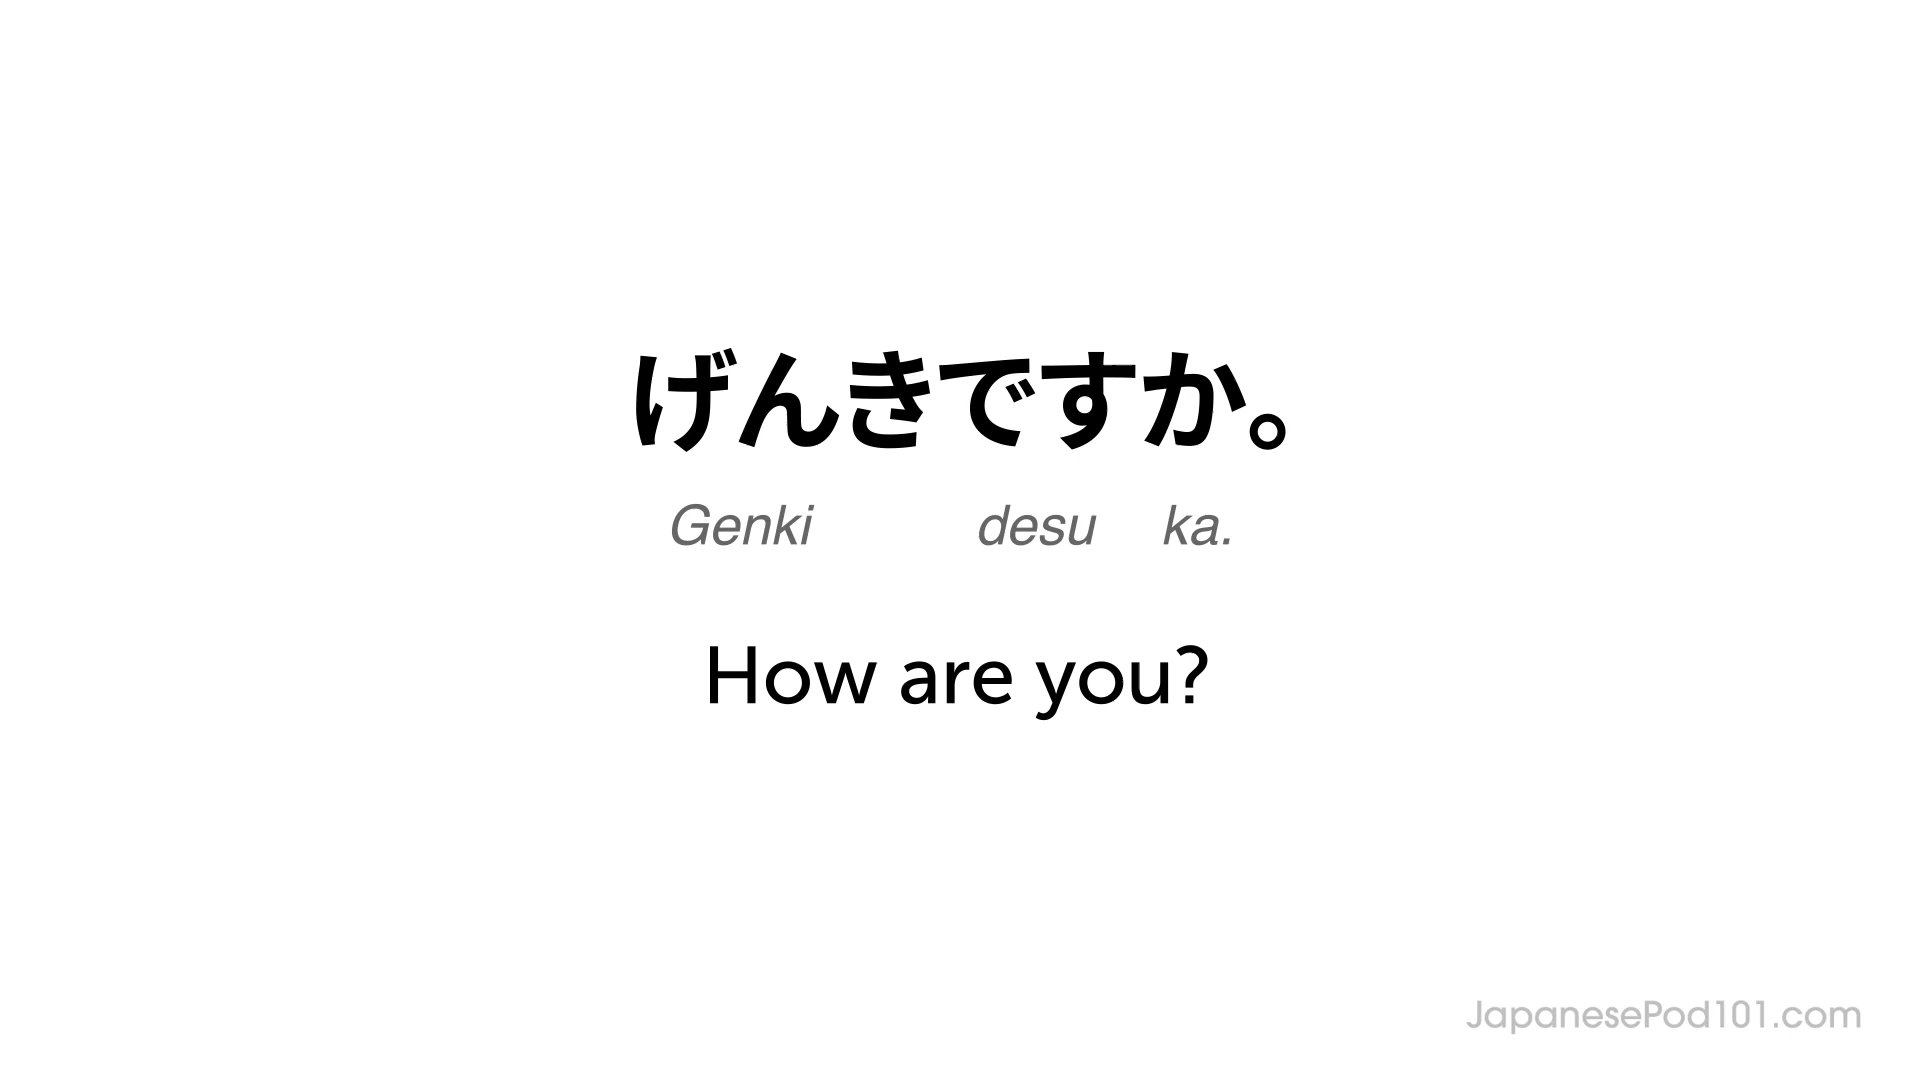 げんきですか。
Genki desu ka.
How are you?
JapanesePod101.com